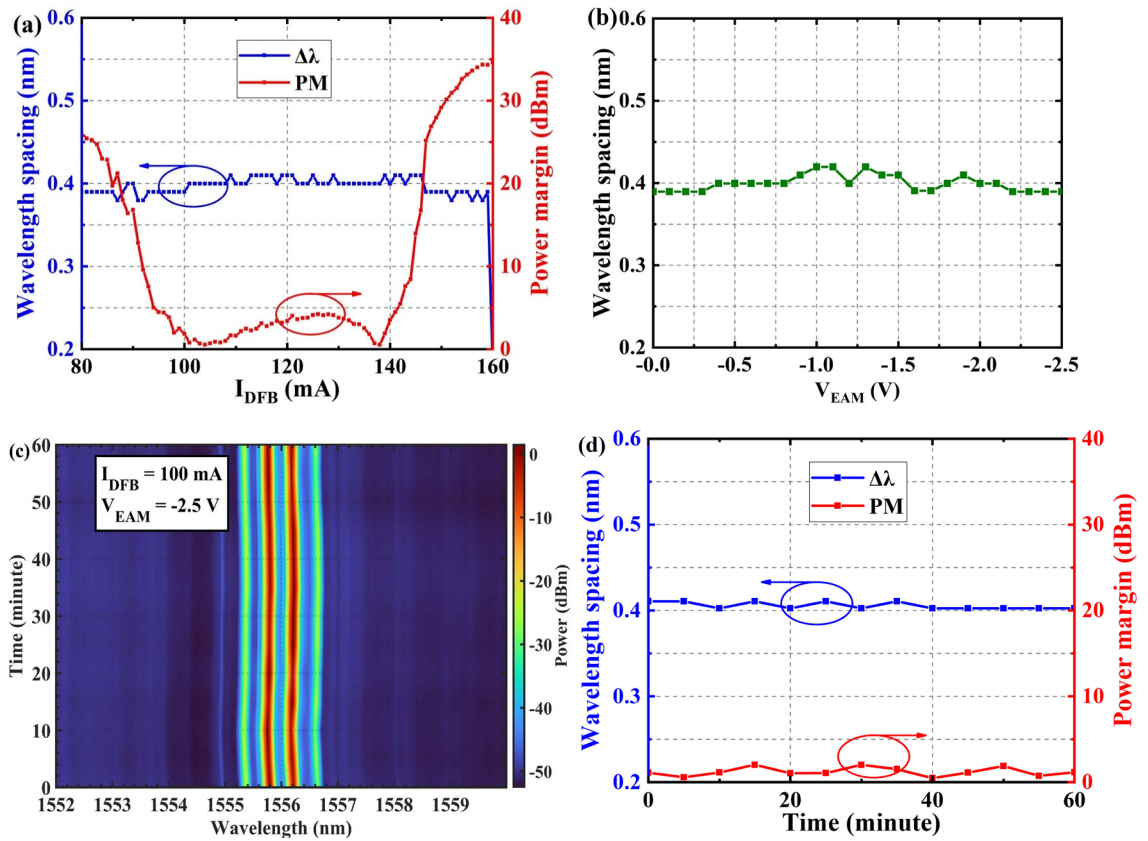 (a)
0.6
0.5
0.4
0.3
0.2
Wavelength spacing (nm)
Δλ
PM
40
30
20
10
0
Power margin (dBm)
80 100 120 140 160
I_DFB (mA)
(b)
0.6
0.5
0.4
0.3
0.2
Wavelength spacing (nm)
-0.0 -0.5 -1.0 -1.5 -2.0 -2.5
V_EAM (V)
(c)
60
50
40
30
20
10
0
Time (minute)
I_DFB = 100 mA
V_EAM = -2.5 V
1552 1553 1554 1555 1556 1557 1558 1559
Wavelength (nm)
0
-10
-20
-30
-40
-50
Power (dBm)
(d)
0.6
0.5
0.4
0.3
0.2
Wavelength spacing (nm)
Δλ
PM
40
30
20
10
0
Power margin (dBm)
0 20 40 60
Time (minute)